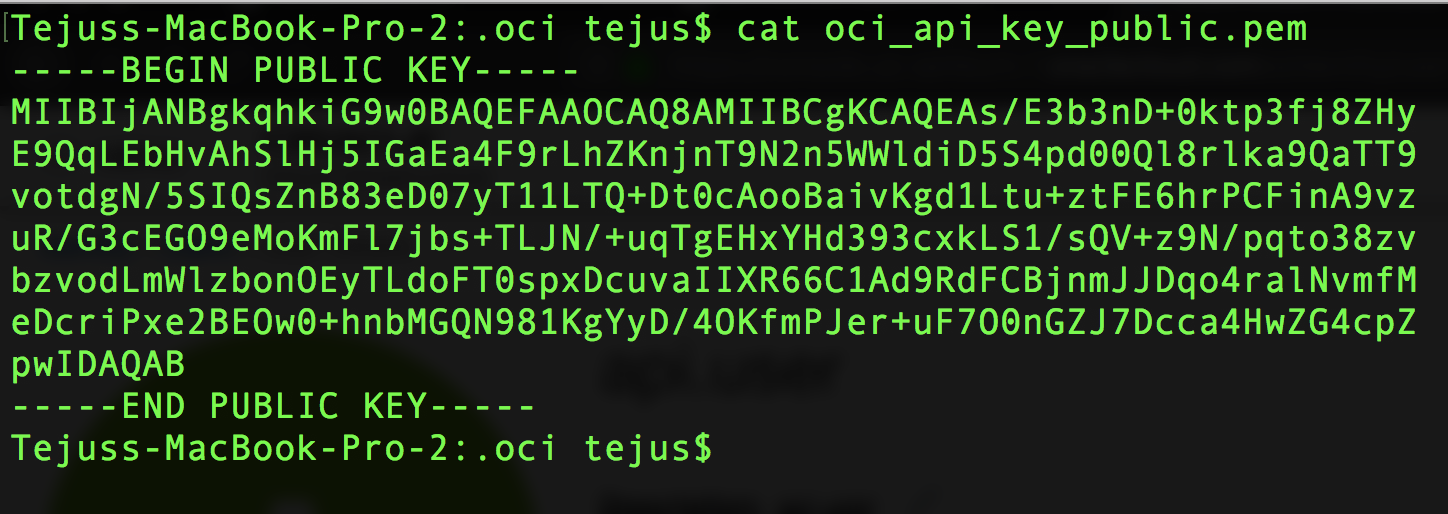 [Tejuss-MacBook-Pro-2:.oci tejus$ cat oci_api_key_public.pem
-----BEGIN PUBLIC KEY-----
MIIBIjANBgkqhkiG9w0BAQEFAAOCAQ8AMIIBCgKCAQEAs/E3b3nD+0ktp3fj8ZHy
E9QqLEbHvAhSlHj5IGaEa4F9rLhZKnjnT9N2n5WWldiD5S4pd00Ql8rlka9QaTT9
votdgN/5SIQsZnB83eD07yT11LTQ+Dt0cAooBaivKgd1Ltu+ztFE6hrPCFinA9vz
uR/G3cEGO9eMoKmFl7jbs+TLJN/+uqTgEHxYHd393cxkLS1/sQV+z9N/pqto38zv
bzvodLmWlzbonOEyTLdoFT0spxDcuvaIIXR66C1Ad9RdFCBjnmJJDqo4ralNvmfM
eDcriPxe2BEOw0+hnbMGQN981KgYyD/4OKfmPJer+uF7O0nGZJ7Dcca4HwZG4cpZ
pwIDAQAB
-----END PUBLIC KEY-----
Tejuss-MacBook-Pro-2:.oci tejus$
api.user